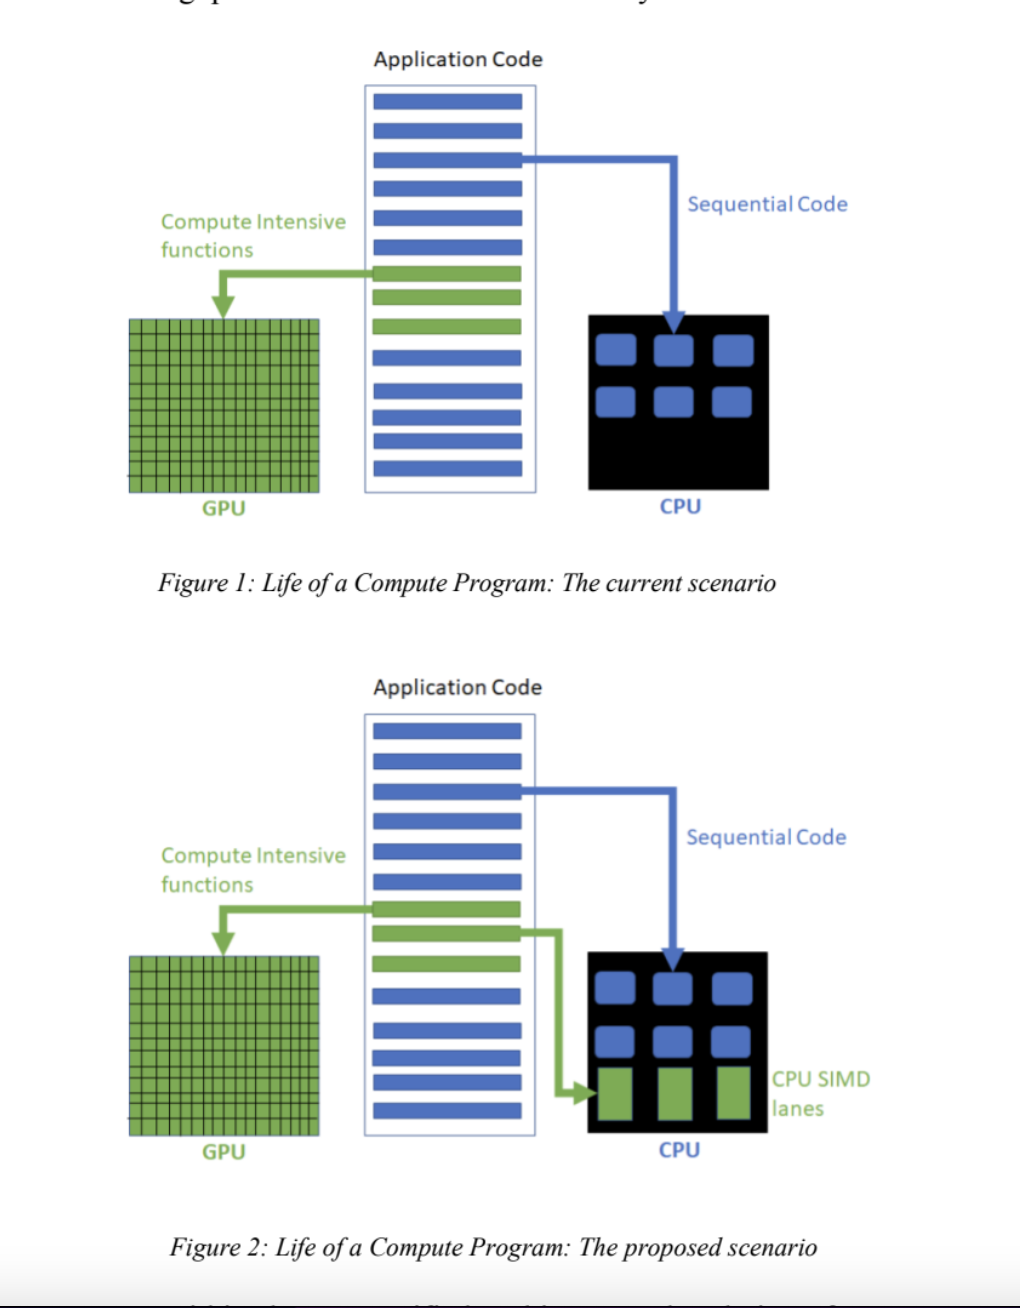 Application Code
Sequential Code
Compute Intensive
functions
GPU
CPU
Figure 1: Life of a Compute Program: The current scenario
Application Code
Sequential Code
Compute Intensive
functions
CPU SIMD
lanes
GPU
CPU
Figure 2: Life of a Compute Program: The proposed scenario